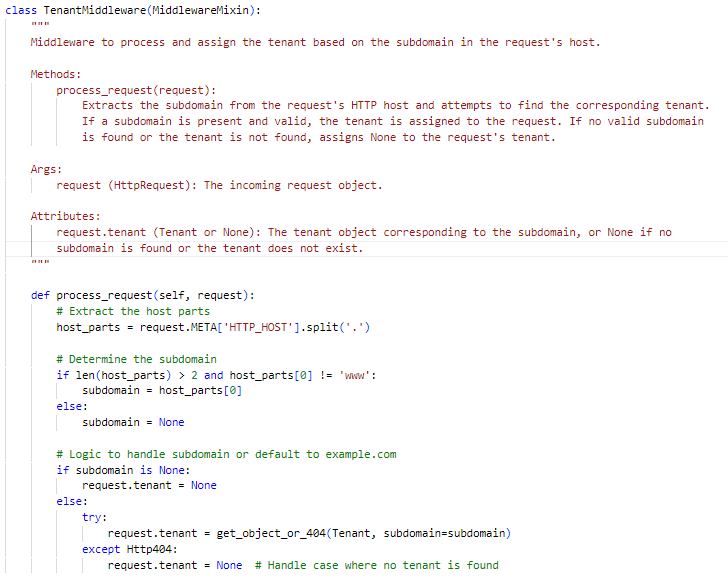 class TenantMiddleware(MiddlewareMixin):
    """
    Middleware to process and assign the tenant based on the subdomain in the request's host.

    Methods:
        process_request(request):
            Extracts the subdomain from the request's HTTP host and attempts to find the corresponding tenant.
            If a subdomain is present and valid, the tenant is assigned to the request. If no valid subdomain
            is found or the tenant is not found, assigns None to the request's tenant.

    Args:
        request (HttpRequest): The incoming request object.

    Attributes:
        request.tenant (Tenant or None): The tenant object corresponding to the subdomain, or None if no
        subdomain is found or the tenant does not exist.
    """

    def process_request(self, request):
        # Extract the host parts
        host_parts = request.META['HTTP_HOST'].split('.')

        # Determine the subdomain
        if len(host_parts) > 2 and host_parts[0] != 'www':
            subdomain = host_parts[0]
        else:
            subdomain = None

        # Logic to handle subdomain or default to example.com
        if subdomain is None:
            request.tenant = None
        else:
            try:
                request.tenant = get_object_or_404(Tenant, subdomain=subdomain)
            except Http404:
                request.tenant = None  # Handle case where no tenant is found